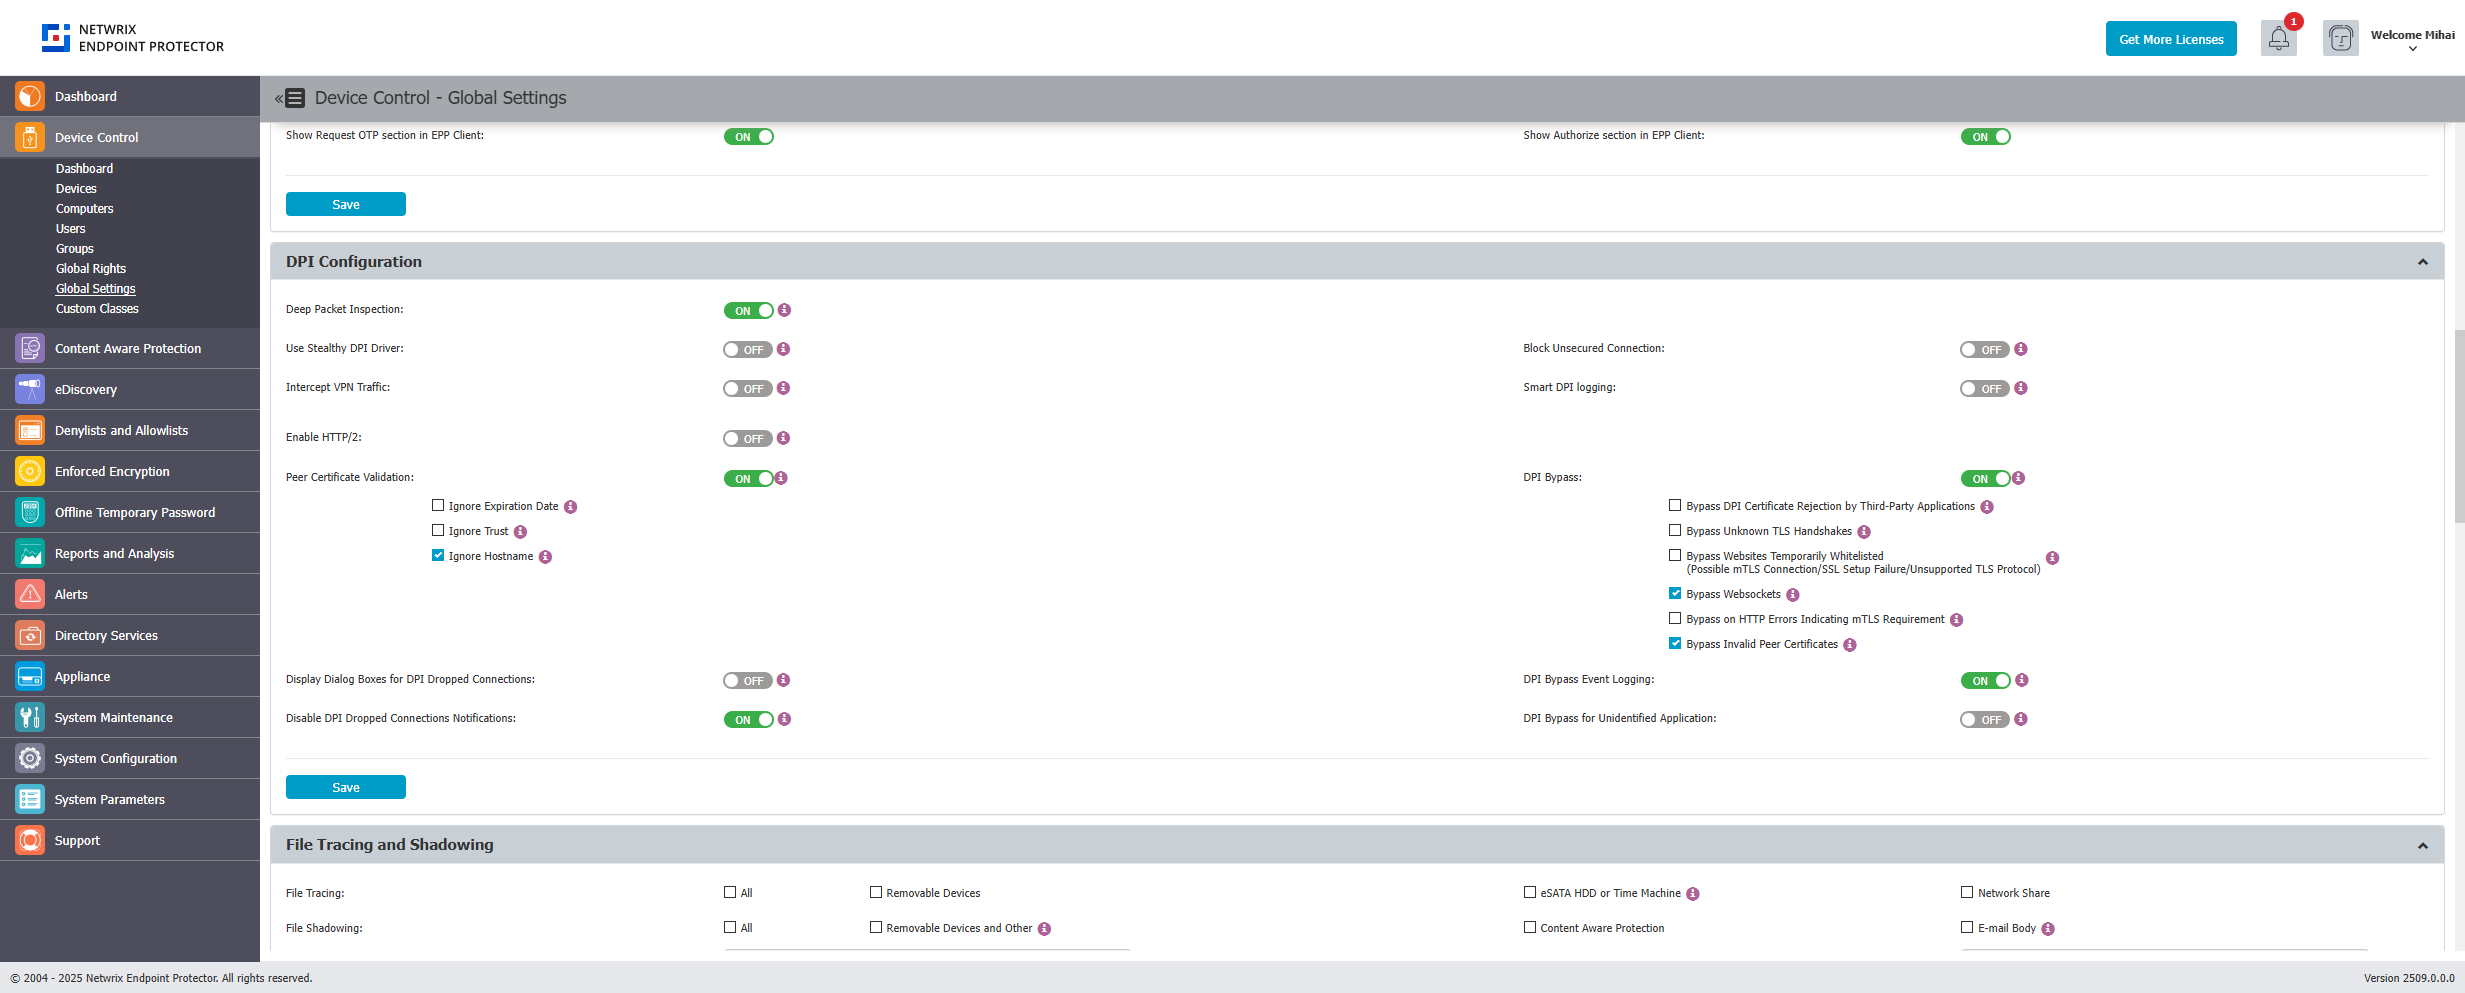 NETWRIX
ENDPOINT PROTECTOR
Get More Licenses
1
Welcome Mihai
Dashboard
Device Control
Dashboard
Devices
Computers
Users
Groups
Global Rights
Global Settings
Custom Classes
Content Aware Protection
eDiscovery
Denylists and Allowlists
Enforced Encryption
Offline Temporary Password
Reports and Analysis
Alerts
Directory Services
Appliance
System Maintenance
System Configuration
System Parameters
Support
Device Control - Global Settings
Show Request OTP section in EPP Client: ON
Show Authorize section in EPP Client: ON
Save
DPI Configuration
Deep Packet Inspection: ON
Use Stealthy DPI Driver: OFF
Block Unsecured Connection: OFF
Intercept VPN Traffic: OFF
Smart DPI logging: OFF
Enable HTTP/2: OFF
Peer Certificate Validation: ON
Ignore Expiration Date
Ignore Trust
Ignore Hostname
DPI Bypass: ON
Bypass DPI Certificate Rejection by Third-Party Applications
Bypass Unknown TLS Handshakes
Bypass Websites Temporarily Whitelisted
(Possible mTLS Connection/SSL Setup Failure/Unsupported TLS Protocol)
Bypass Websockets
Bypass on HTTP Errors Indicating mTLS Requirement
Bypass Invalid Peer Certificates
Display Dialog Boxes for DPI Dropped Connections: OFF
DPI Bypass Event Logging: ON
Disable DPI Dropped Connections Notifications: ON
DPI Bypass for Unidentified Application: OFF
Save
File Tracing and Shadowing
File Tracing: All Removable Devices eSATA HDD or Time Machine Network Share
File Shadowing: All Removable Devices and Other Content Aware Protection E-mail Body
© 2004 - 2025 Netwrix Endpoint Protector. All rights reserved.
Version 2509.0.0.0